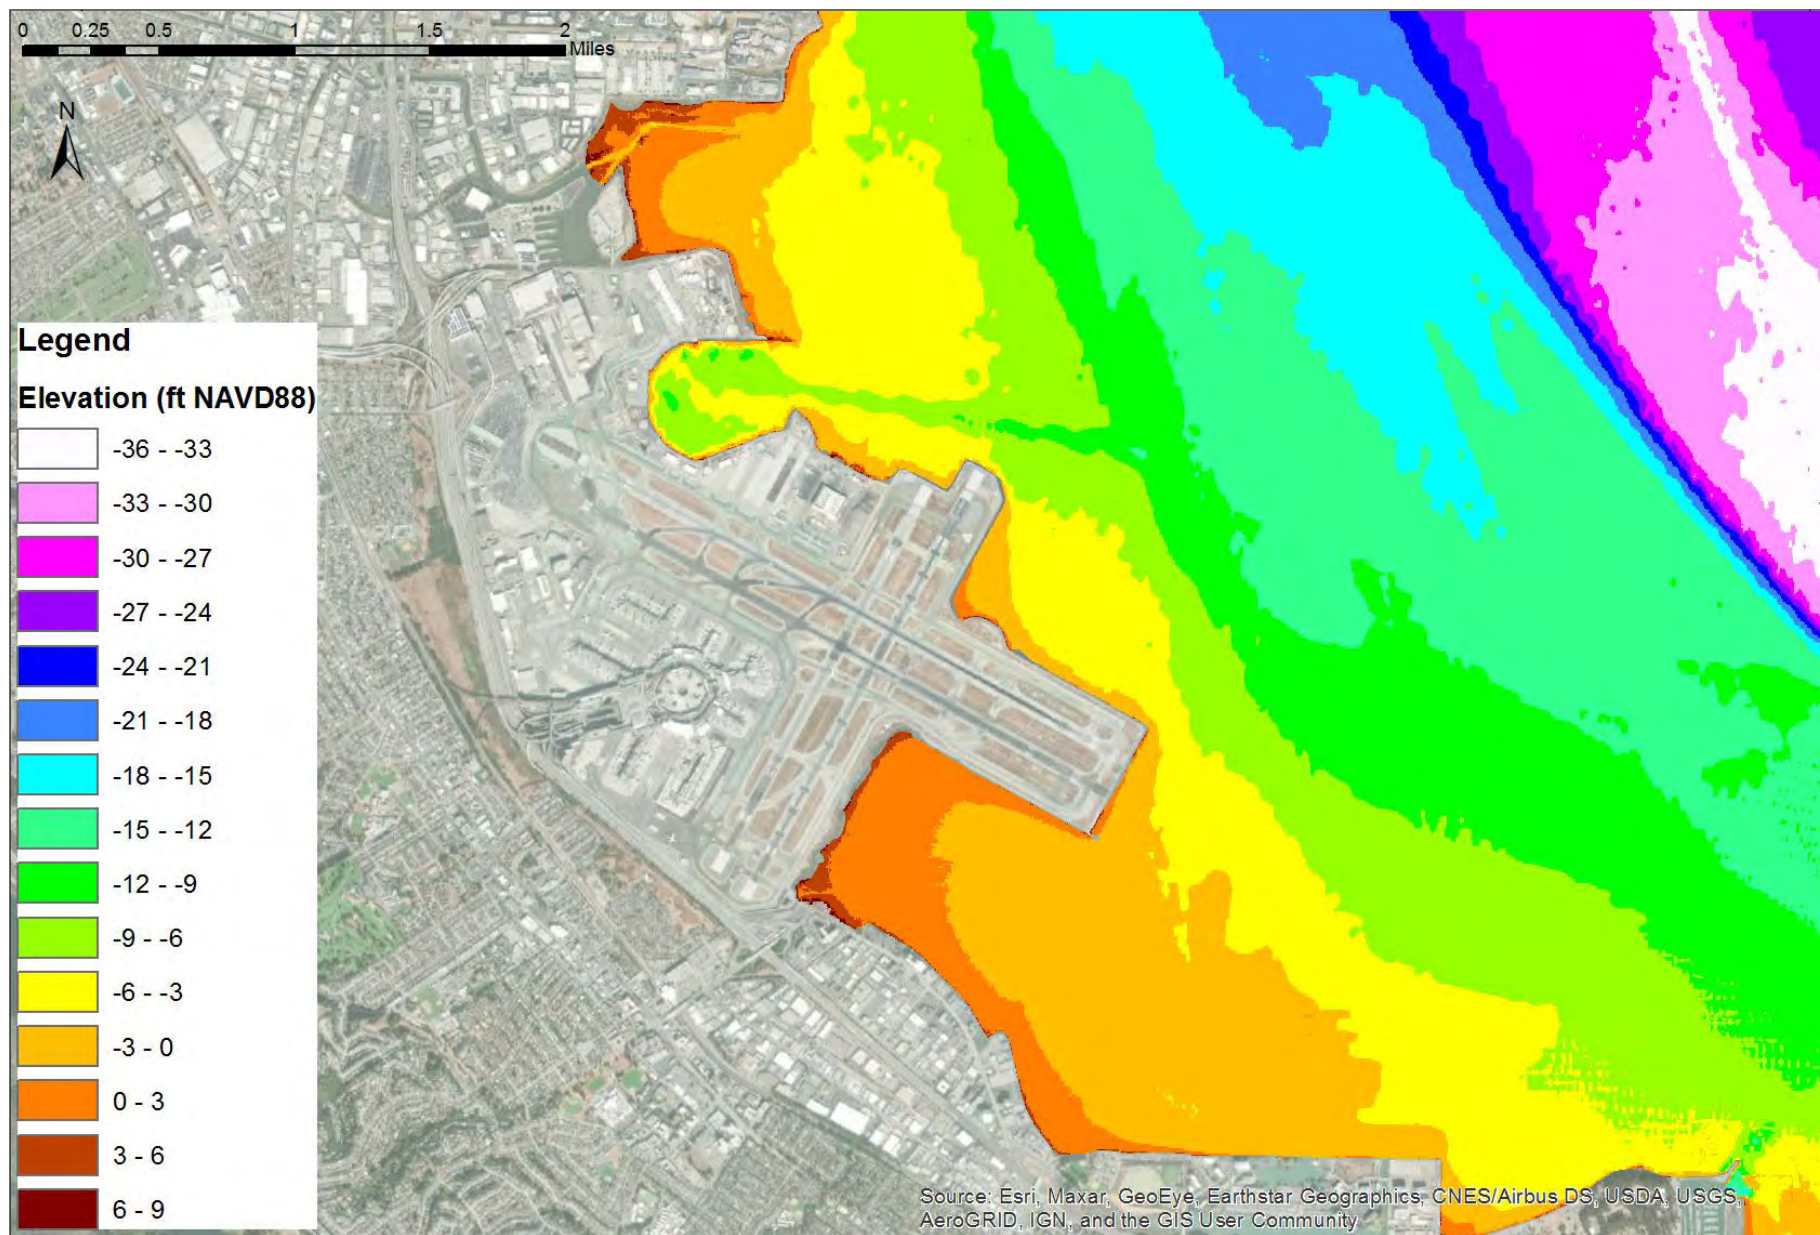 0 0.25 0.5 1 1.5 2
Miles
N
Legend
Elevation (ft NAVD88)
-36 - -33
-33 - -30
-30 - -27
-27 - -24
-24 - -21
-21 - -18
-18 - -15
-15 - -12
-12 - -9
-9 - -6
-6 - -3
-3 - 0
0 - 3
3 - 6
6 - 9
Source: Esri, Maxar, GeoEye, Earthstar Geographics, CNES/Airbus DS, USDA, USGS,
AeroGRID, IGN, and the GIS User Community